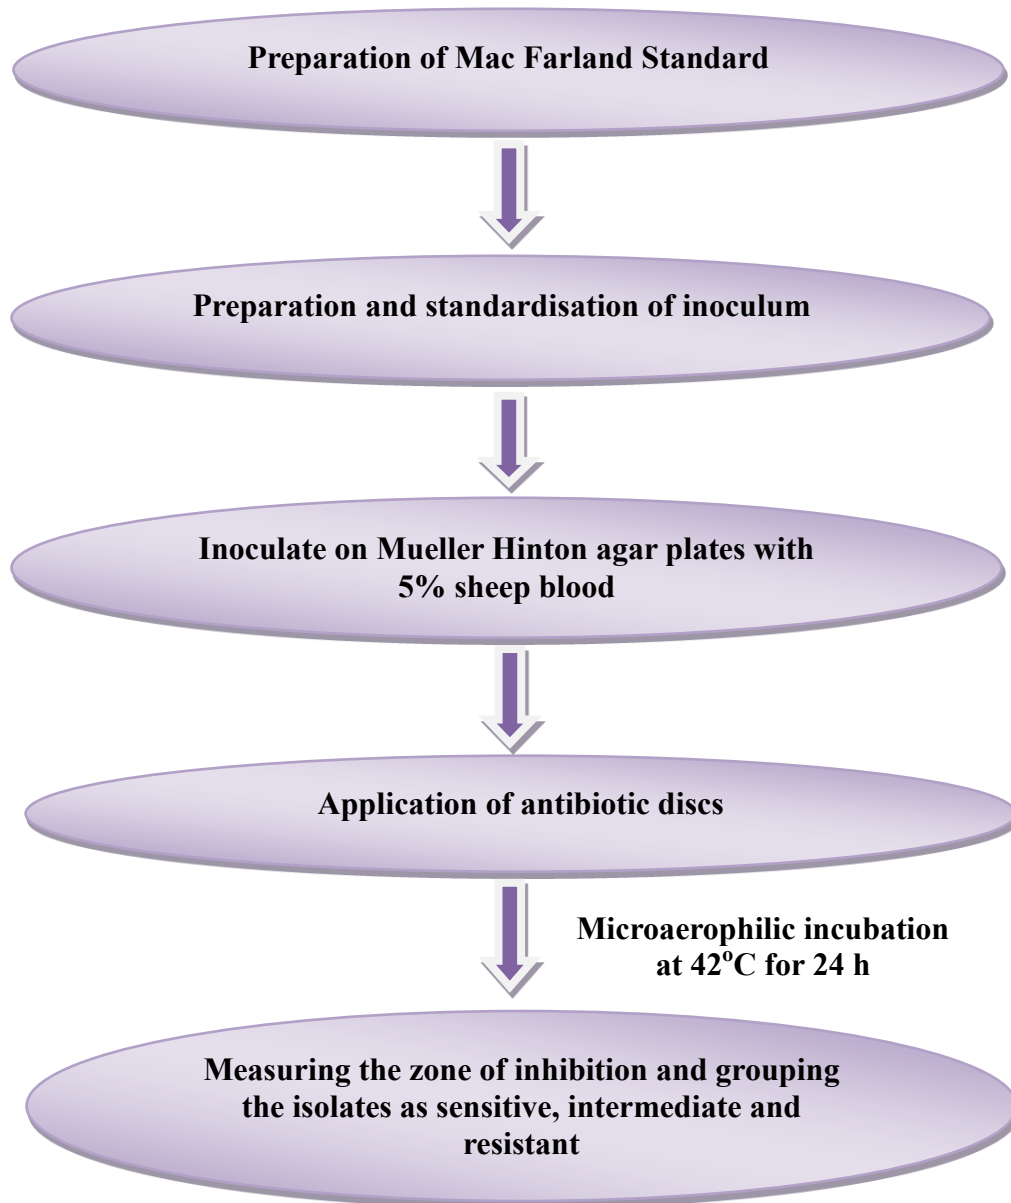 Preparation of Mac Farland Standard
Preparation and standardisation of inoculum
Inoculate on Mueller Hinton agar plates with
5% sheep blood
Application of antibiotic discs
Microaerophilic incubation
at 42°C for 24 h
Measuring the zone of inhibition and grouping
the isolates as sensitive, intermediate and
resistant